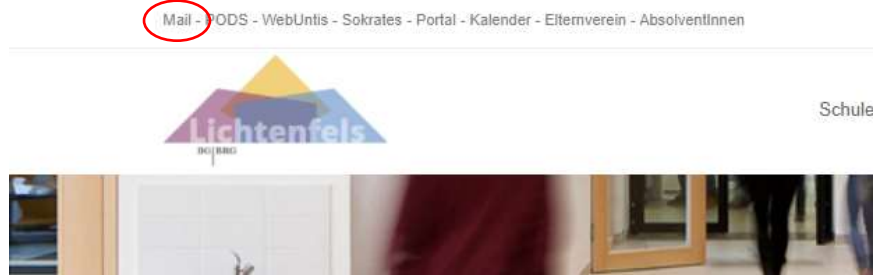 Mail - PODS - WebUntis - Sokrates - Portal - Kalender - Elternverein - AbsolventInnen
Lichtenfels
BG|BRG
Schule